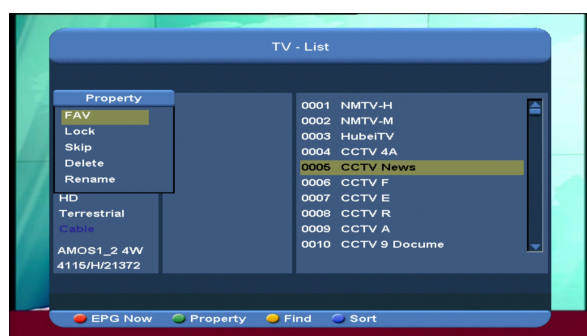 TV - List
Property
FAV
Lock
Skip
Delete
Rename
HD
Terrestrial
Cable
AMOS1_2 4W
4115/H/21372
0001 NMTV-H
0002 NMTV-M
0003 HubeiTV
0004 CCTV 4A
0005 CCTV News
0006 CCTV F
0007 CCTV E
0008 CCTV R
0009 CCTV A
0010 CCTV 9 Docume
EPG Now Property Find Sort